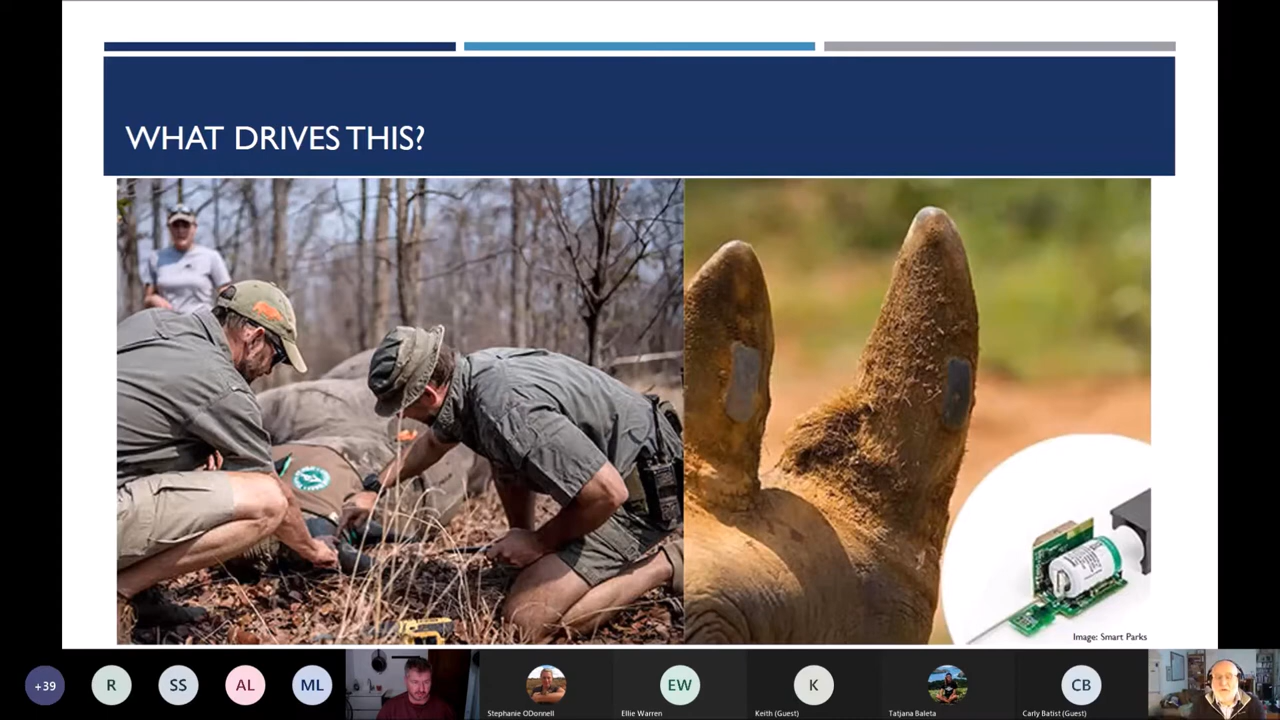 WHAT DRIVES THIS?
Image: Smart Parks
+39
R
SS
AL
ML
Stephanie ODonnell
EW
Ellie Warren
K
Keith (Guest)
Tatjana Baleta
CB
Carly Batist (Guest)